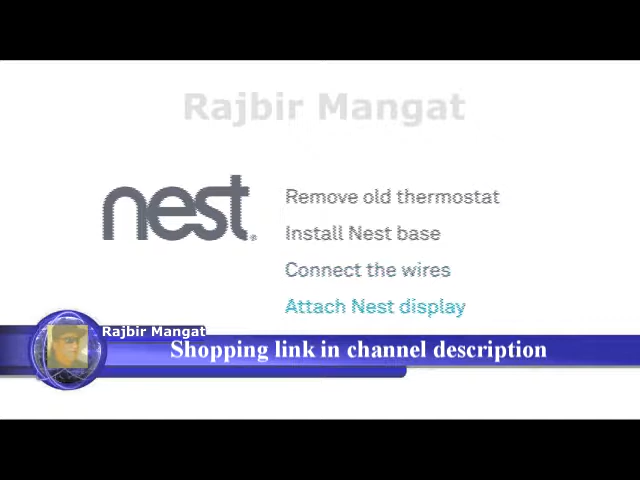 Rajbir Mangat
nest®
Remove old thermostat
Install Nest base
Connect the wires
Attach Nest display
Rajbir Mangat
Shopping link in channel description